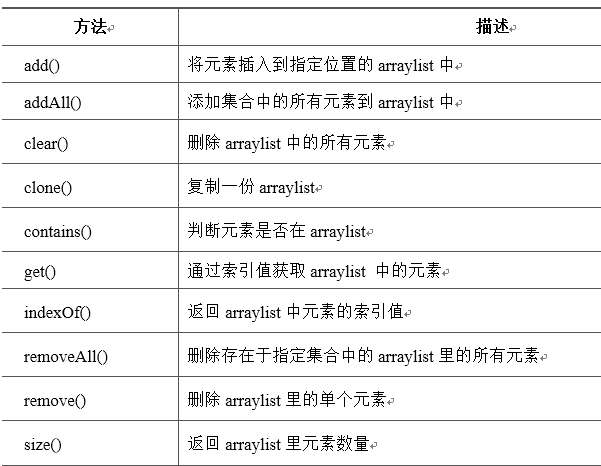 方法 描述
add() 将元素插入到指定位置的 arraylist 中
addAll() 添加集合中的所有元素到 arraylist 中
clear() 删除 arraylist 中的所有元素
clone() 复制一份 arraylist
contains() 判断元素是否在 arraylist
get() 通过索引值获取 arraylist 中的元素
indexOf() 返回 arraylist 中元素的索引值
removeAll() 删除存在于指定集合中的 arraylist 里的所有元素
remove() 删除 arraylist 里的单个元素
size() 返回 arraylist 里元素数量